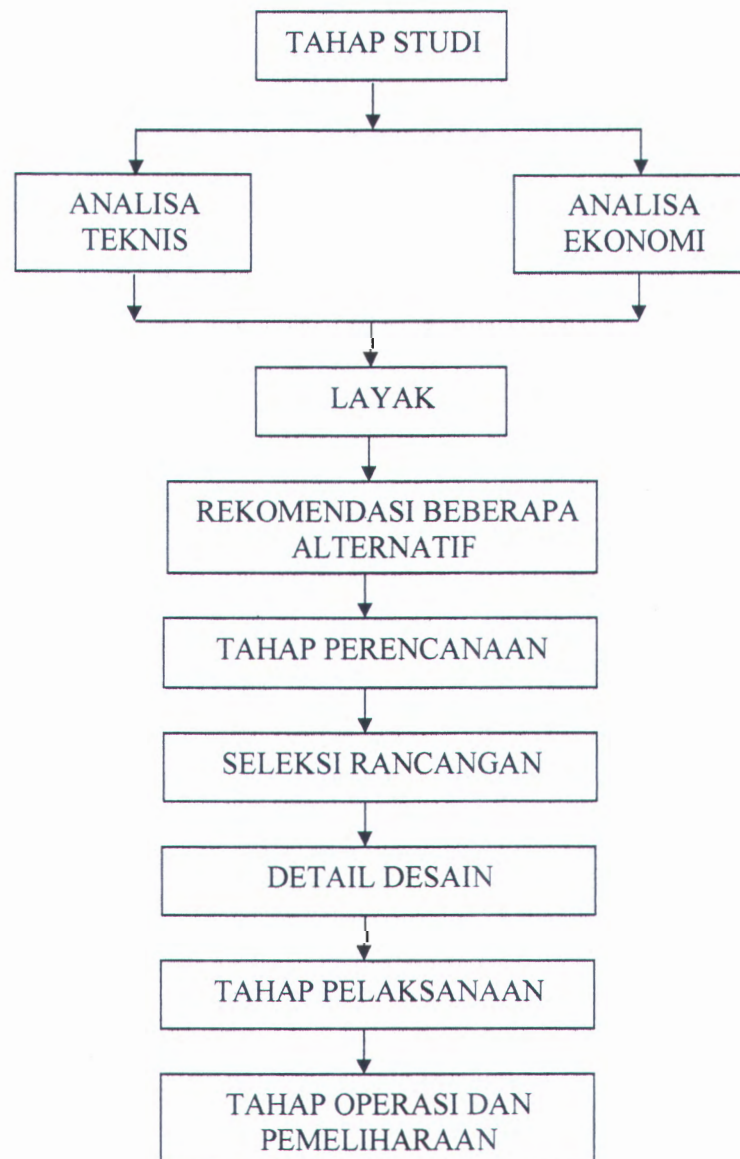 TAHAP STUDI
ANALISA
TEKNIS
ANALISA
EKONOMI
LAYAK
REKOMENDASI BEBERAPA
ALTERNATIF
TAHAP PERENCANAAN
SELEKSI RANCANGAN
DETAIL DESAIN
TAHAP PELAKSANAAN
TAHAP OPERASI DAN
PEMELIHARAAN